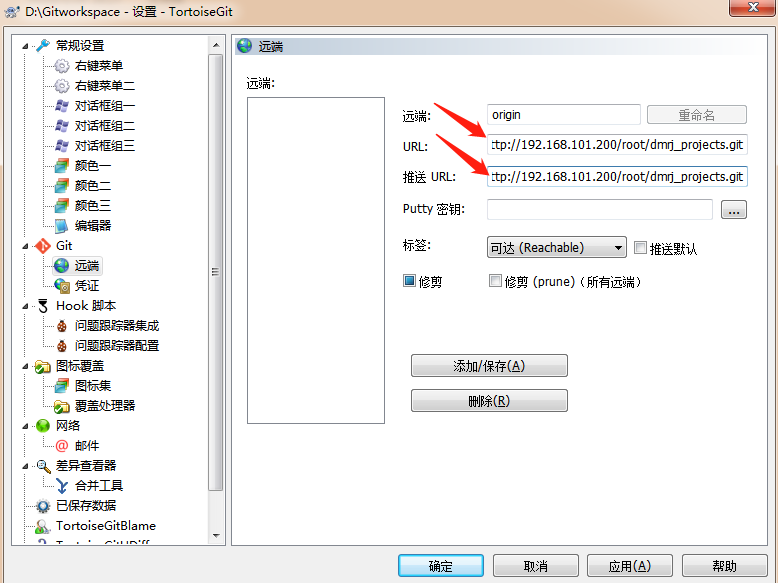 D:\Gitworkspace - 设置 - TortoiseGit
常规设置
右键菜单
右键菜单二
对话框组一
对话框组二
对话框组三
颜色一
颜色二
颜色三
编辑器
Git
远端
凭证
Hook 脚本
问题跟踪器集成
问题跟踪器配置
图标覆盖
图标集
覆盖处理器
网络
邮件
差异查看器
合并工具
已保存数据
TortoiseGitBlame
远端
远端:
远端: origin 重命名
URL: ttp://192.168.101.200/root/dmrj_projects.git
推送 URL: ttp://192.168.101.200/root/dmrj_projects.git
Putty 密钥: ...
标签: 可达 (Reachable) 推送默认
修剪 修剪 (prune)（所有远端）
添加/保存(A)
删除(R)
确定 取消 应用(A) 帮助